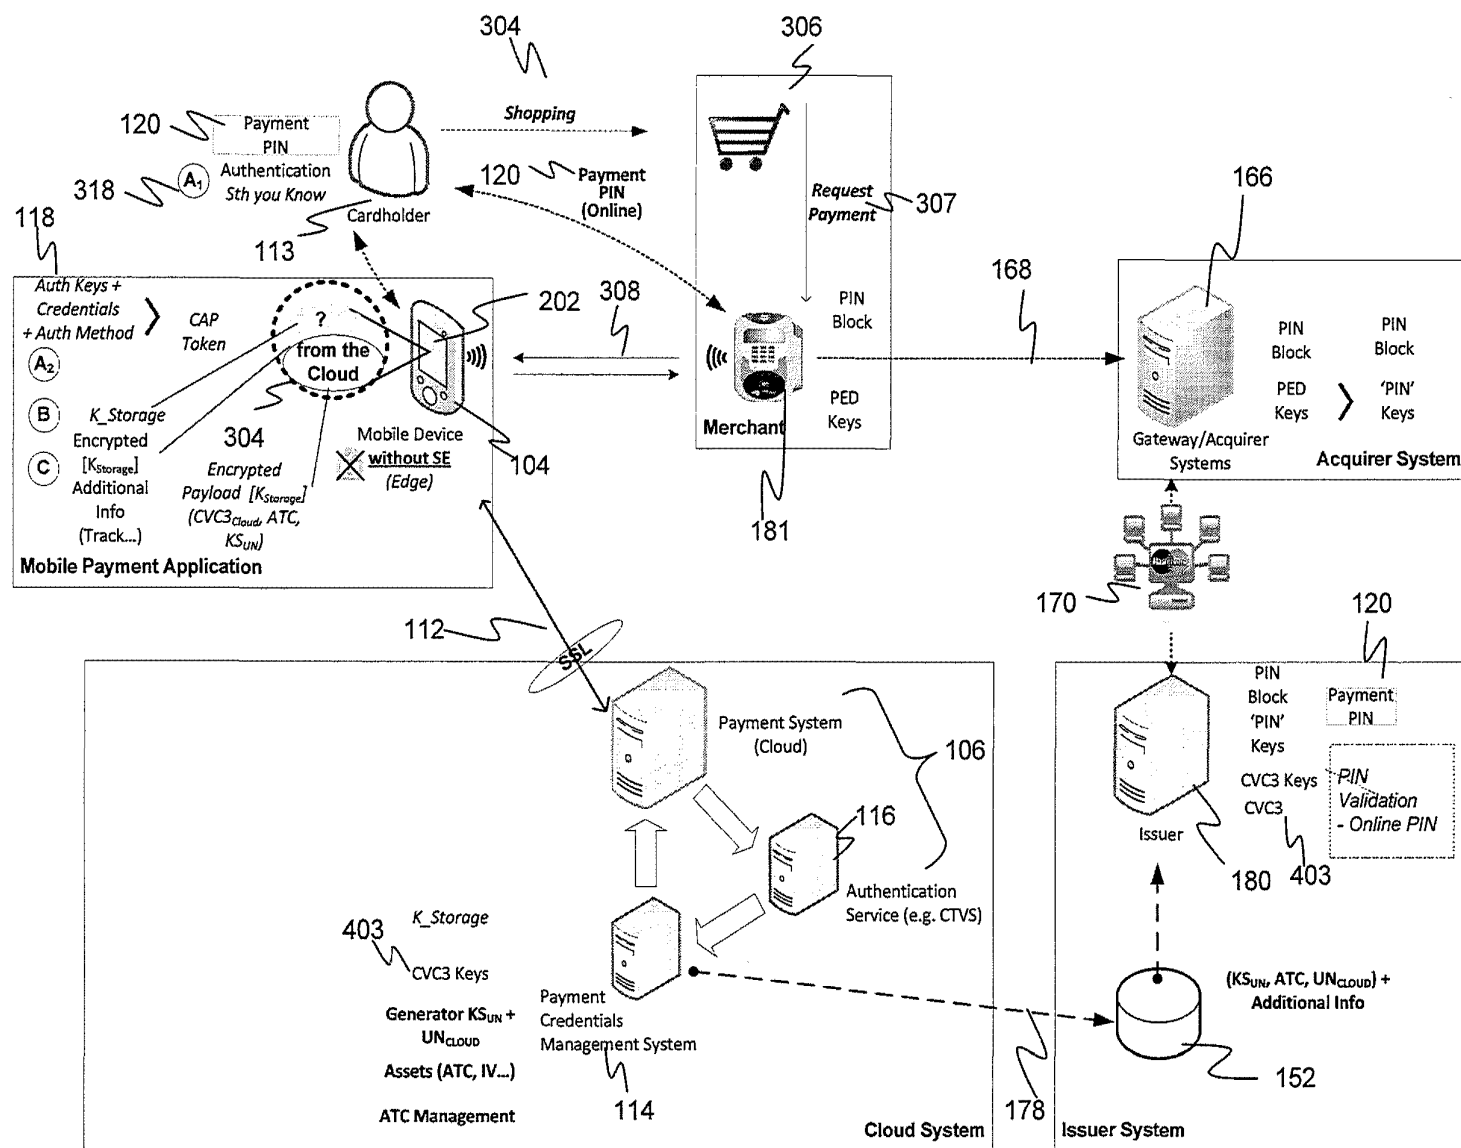 304
306
120
Payment
PIN
Shopping
318
A1
Authentication
Sth you Know
120
Payment
PIN
(Online)
Request
Payment
307
166
Cardholder
113
118
Auth Keys +
Credentials
+ Auth Method
CAP
Token
?
from the
Cloud
202
308
PIN
Block
168
PIN
Block
PIN
Block
A2
B
K_Storage
304
Encrypted
[KStorage]
C
Additional
Info
(Track...)
Encrypted
Payload [KStorage]
(CVC3Cloud, ATC,
KSUN)
Mobile Device
without SE
(Edge)
104
Mobile Payment Application
PED
Keys
Merchant
181
PED
Keys
'PIN'
Keys
Gateway/Acquirer
Systems
Acquirer System
170
112
SSL
120
Payment System
(Cloud)
106
116
Authentication
Service (e.g. CTVS)
K_Storage
403
CVC3 Keys
Generator KSUN +
UNCLOUD
Assets (ATC, IV...)
ATC Management
Payment
Credentials
Management System
114
Cloud System
178
PIN
Block
'PIN'
Keys
Payment
PIN
CVC3 Keys
CVC3
PIN
Validation
- Online PIN
Issuer
180
403
(KSUN, ATC, UNCLOUD) +
Additional Info
152
Issuer System